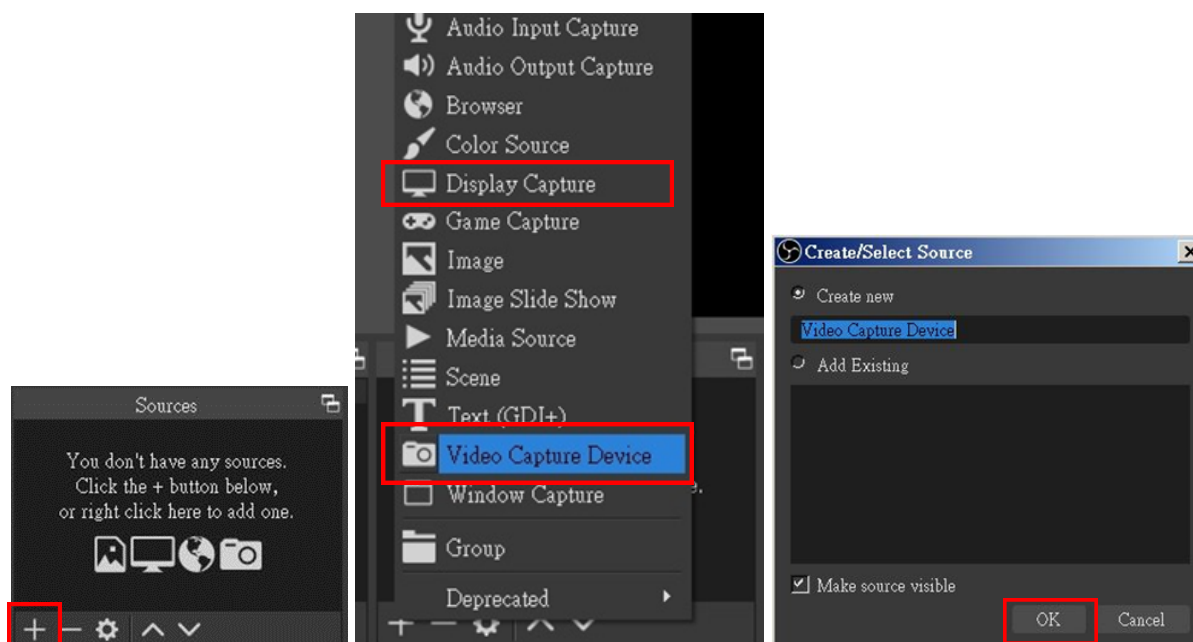 Sources
You don't have any sources.
Click the + button below,
or right click here to add one.
Audio Input Capture
Audio Output Capture
Browser
Color Source
Display Capture
Game Capture
Image
Image Slide Show
Media Source
Scene
Text (GDI+)
Video Capture Device
Window Capture
Group
Deprecated
Create/Select Source
Create new
Video Capture Device
Add Existing
Make source visible
OK
Cancel